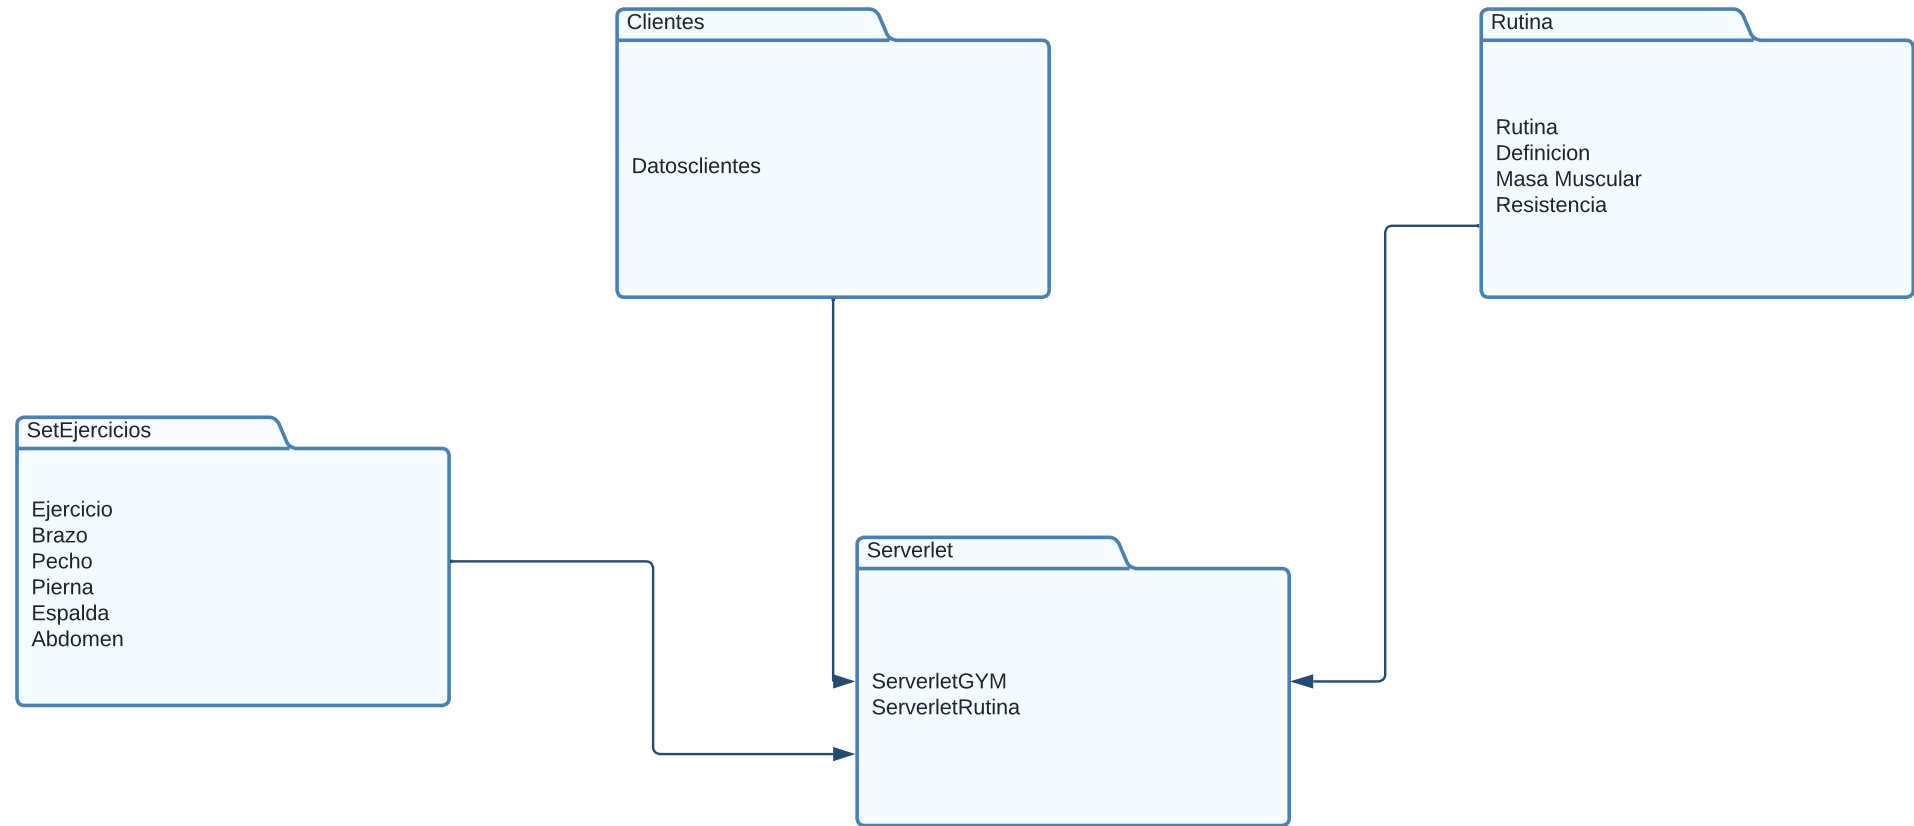 Clientes
Datosclientes
Rutina
Rutina
Definicion
Masa Muscular
Resistencia
SetEjercicios
Ejercicio
Brazo
Pecho
Pierna
Espalda
Abdomen
Serverlet
ServerletGYM
ServerletRutina